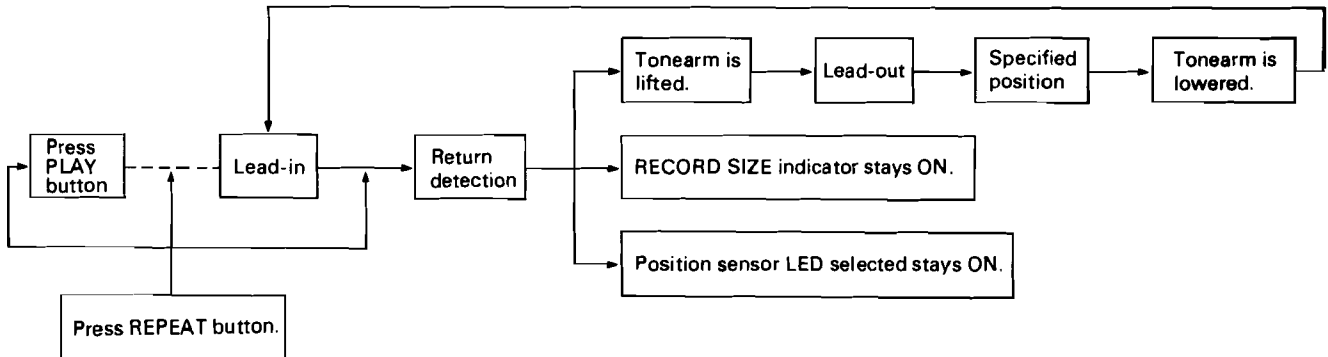 Tonearm is
lifted.
Lead-out
Specified
position
Tonearm is
lowered.
Press
PLAY
button
Lead-in
Return
detection
RECORD SIZE indicator stays ON.
Position sensor LED selected stays ON.
Press REPEAT button.